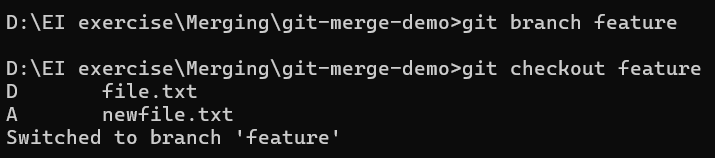 D:\EI exercise\Merging\git-merge-demo>git branch feature
D:\EI exercise\Merging\git-merge-demo>git checkout feature
D       file.txt
A       newfile.txt
Switched to branch 'feature'